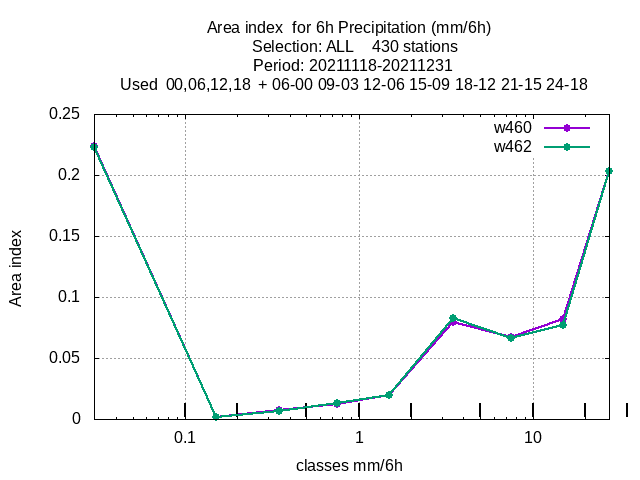 Area index  for 6h Precipitation (mm/6h)
Selection: ALL    430 stations
Period: 20211118-20211231
Used  00,06,12,18  + 06-00 09-03 12-06 15-09 18-12 21-15 24-18
0.25
w460
w462
0.2
0.15
Area index
0.1
0.05
0
0.1 1 10
classes mm/6h